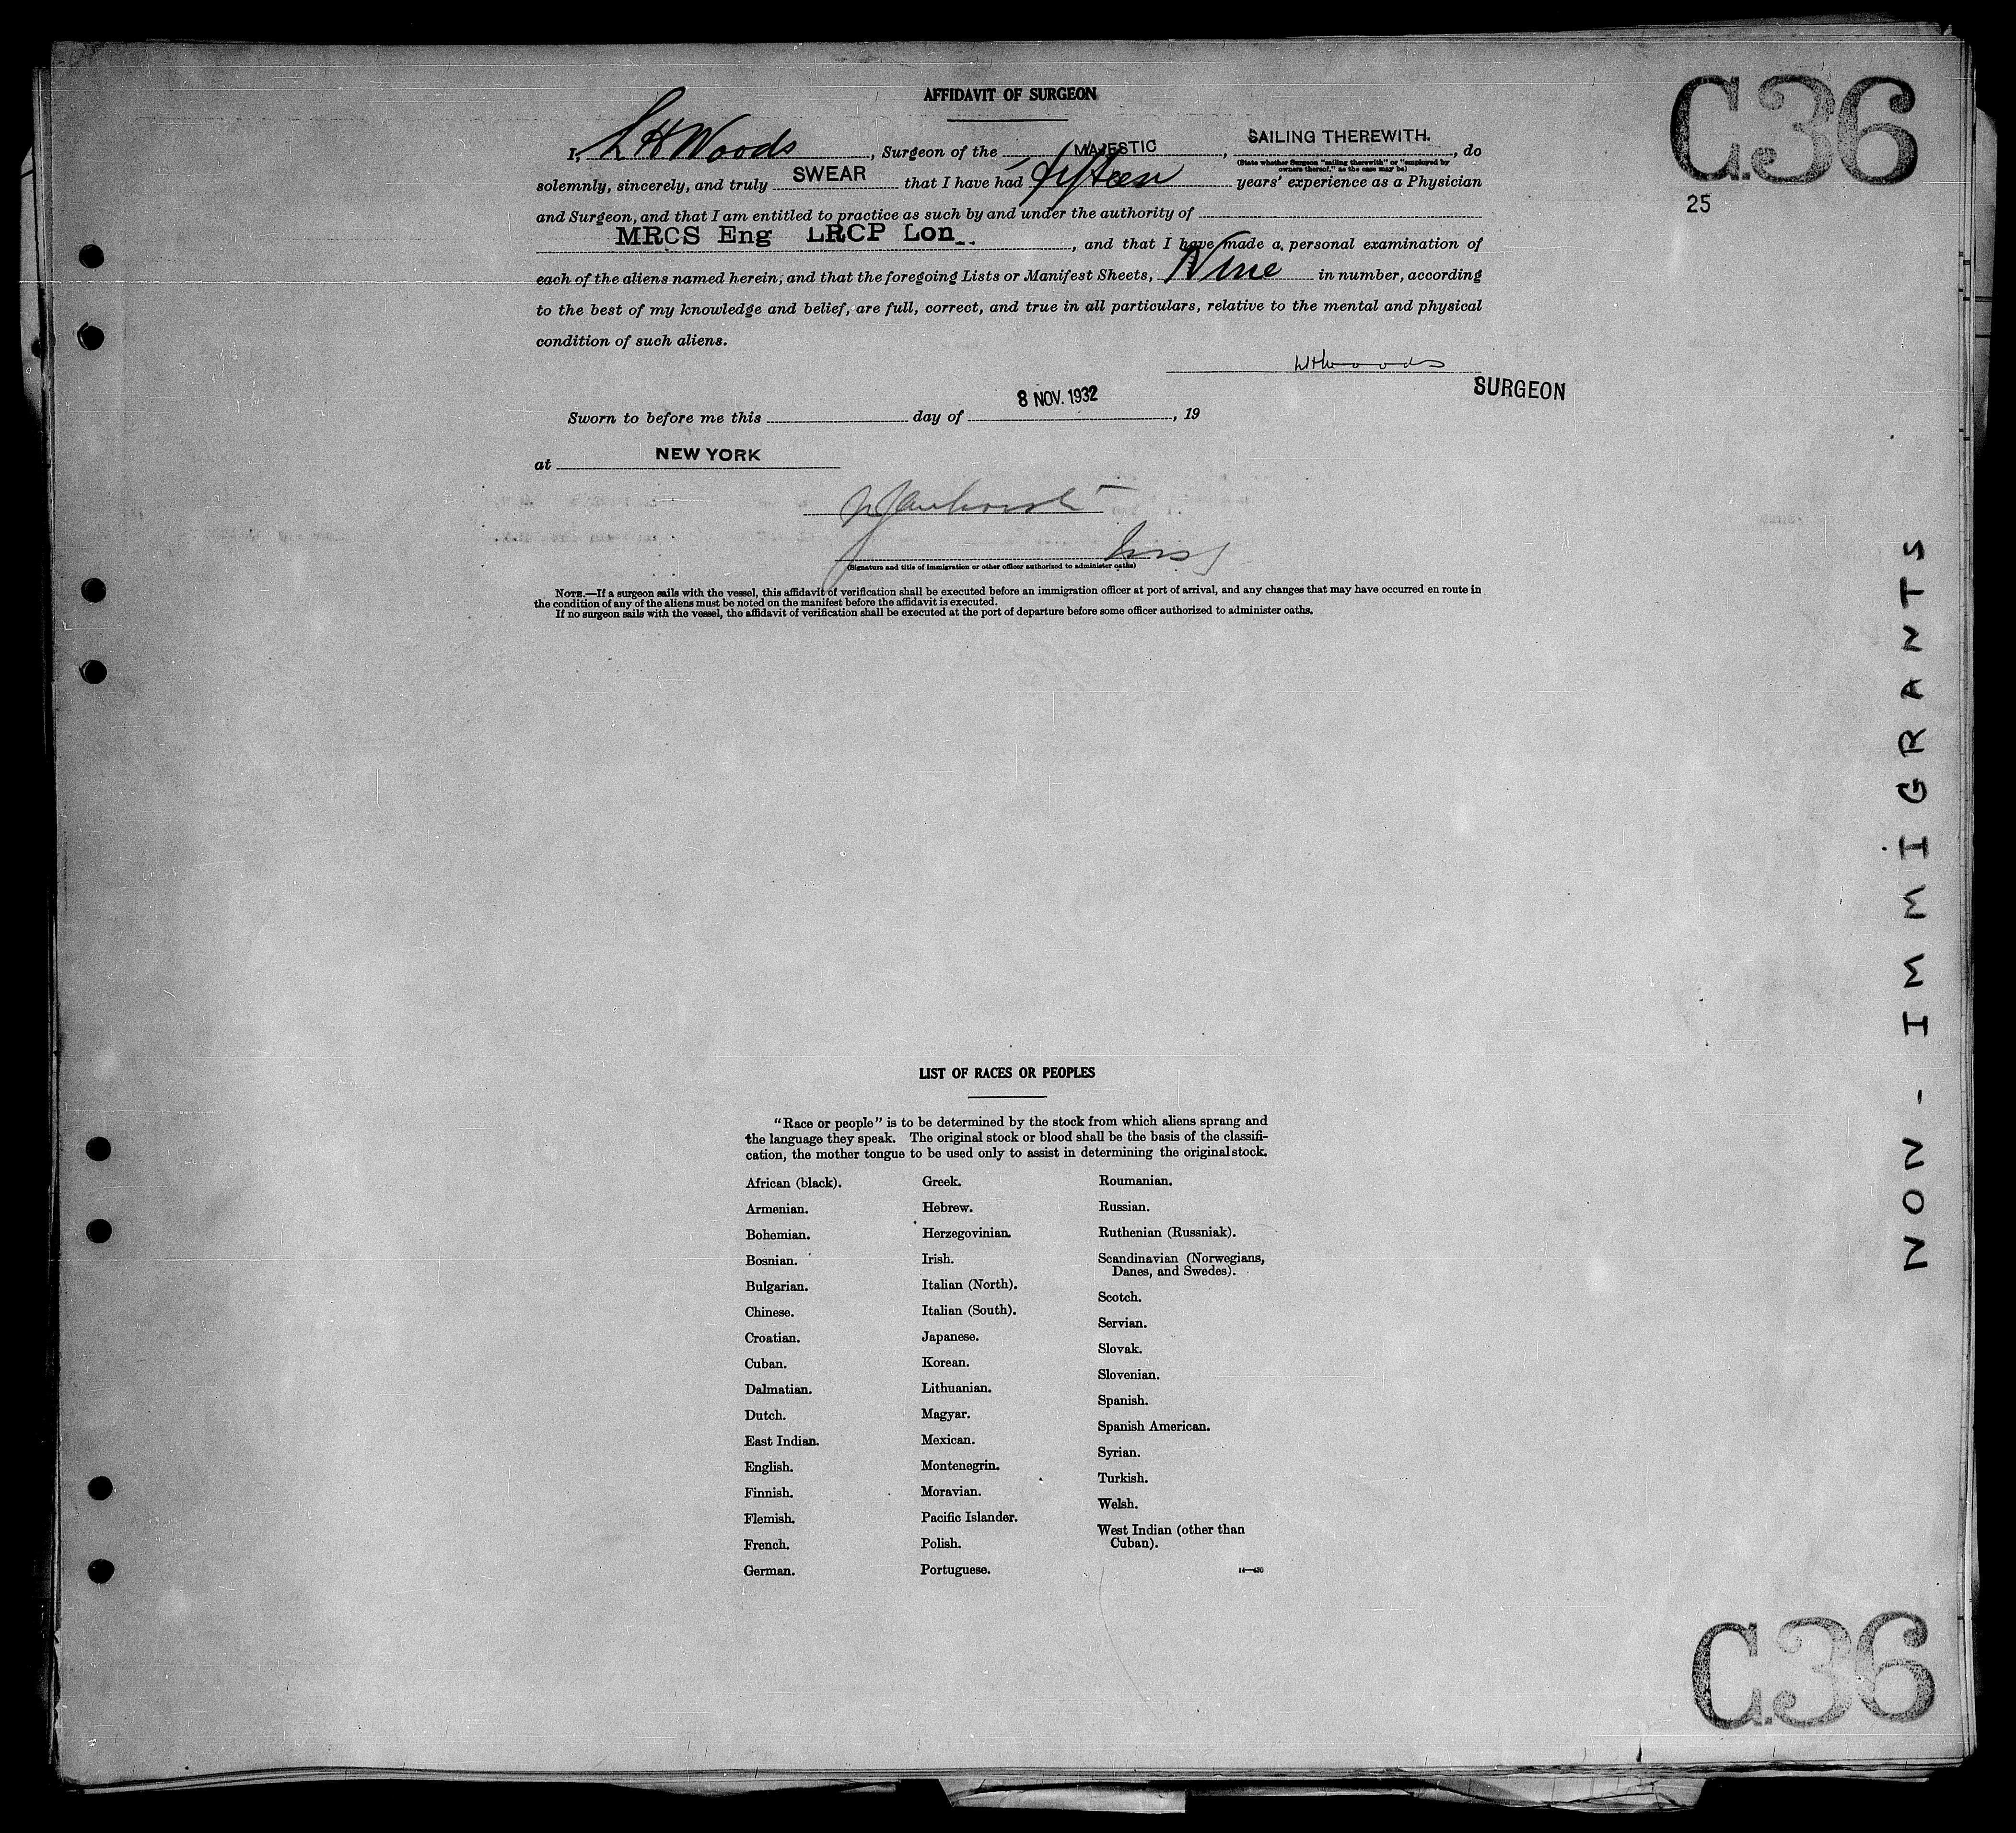 C.36
25
AFFIDAVIT OF SURGEON
I, L H Woods, Surgeon of the MAJESTIC, SAILING THEREWITH., do
(State whether Surgeon "sailing therewith" or "employed by
owners thereof," as the case may be)
solemnly, sincerely, and truly SWEAR that I have had fifteen years' experience as a Physician
and Surgeon, and that I am entitled to practice as such by and under the authority of
MRCS Eng LRCP Lon, and that I have made a personal examination of
each of the aliens named herein, and that the foregoing Lists or Manifest Sheets, Nine in number, according
to the best of my knowledge and belief, are full, correct, and true in all particulars, relative to the mental and physical
condition of such aliens.
LHWoods
SURGEON
Sworn to before me this day of 8 NOV. 1932, 19
at NEW YORK
(Signature and title of immigration or other officer authorised to administer oaths)
NOTE.—If a surgeon sails with the vessel, this affidavit of verification shall be executed before an immigration officer at port of arrival, and any changes that may have occurred en route in
the condition of any of the aliens must be noted on the manifest before the affidavit is executed.
If no surgeon sails with the vessel, the affidavit of verification shall be executed at the port of departure before some officer authorized to administer oaths.
NON-IMMIGRANTS
LIST OF RACES OR PEOPLES
"Race or people" is to be determined by the stock from which aliens sprang and
the language they speak. The original stock or blood shall be the basis of the classifi-
cation, the mother tongue to be used only to assist in determining the original stock.
African (black).
Armenian.
Bohemian.
Bosnian.
Bulgarian.
Chinese.
Croatian.
Cuban.
Dalmatian.
Dutch.
East Indian.
English.
Finnish.
Flemish.
French.
German.
Greek.
Hebrew.
Herzegovinian.
Irish.
Italian (North).
Italian (South).
Japanese.
Korean.
Lithuanian.
Magyar.
Mexican.
Montenegrin.
Moravian.
Pacific Islander.
Polish.
Portuguese.
Roumanian.
Russian.
Ruthenian (Russniak).
Scandinavian (Norwegians,
Danes, and Swedes).
Scotch.
Servian.
Slovak.
Slovenian.
Spanish.
Spanish American.
Syrian.
Turkish.
Welsh.
West Indian (other than
Cuban).
14—430
C.36